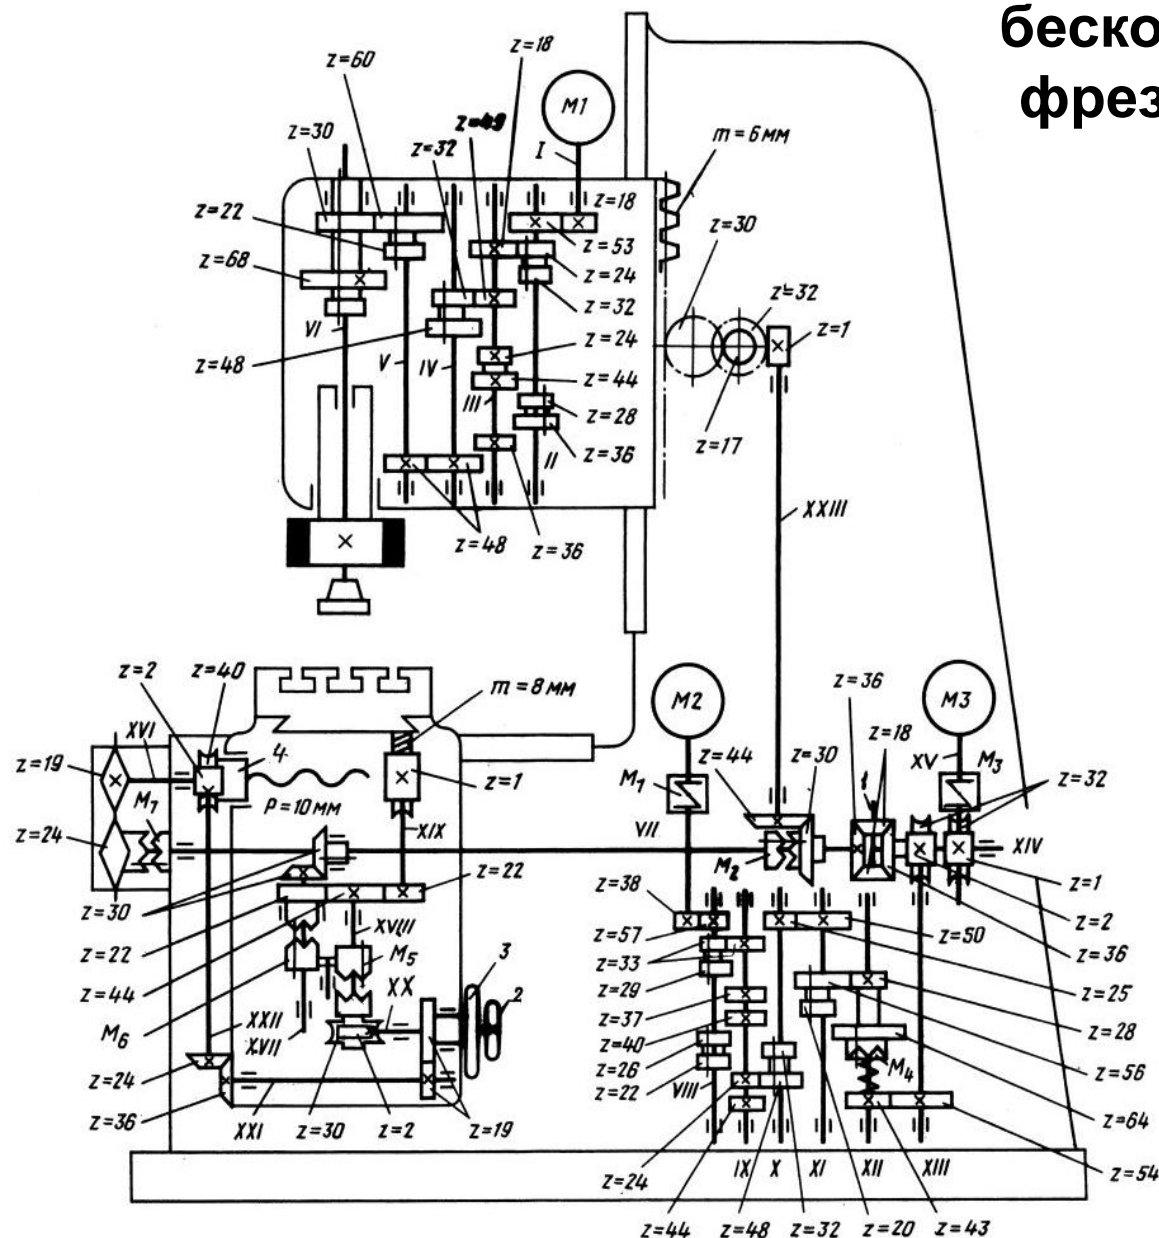 беско
фрез
z=18
z=60
M1
z=49
z=30
z=32
I
m=6 мм
z=18
z=22
z=30
z=53
z=68
z=24
z=32
z=32
VI
z=1
z=24
z=48
V
IV
z=44
III
z=28
z=17
z=36
II
XXIII
z=48
z=36
z=2
z=40
m=8 мм
M2
z=36
M3
XVI
z=44
z=30
z=18
XV
M₃
z=19
4
M₁
z=32
z=1
M₇
P=10 мм
1
XIX
VII
XIV
z=24
M₂
z=1
z=22
z=38
z=2
z=30
z=50
XVIII
z=57
z=36
z=22
M₅
3
z=33
z=29
z=25
z=44
XX
2
z=37
z=28
M₆
XXII
z=40
XVII
M₄
z=24
z=26
z=56
z=22
VIII
z=36
z=64
XXI
z=30
z=2
z=19
IX
X
XI
XII
XIII
z=54
z=24
z=44
z=48
z=32
z=20
z=43